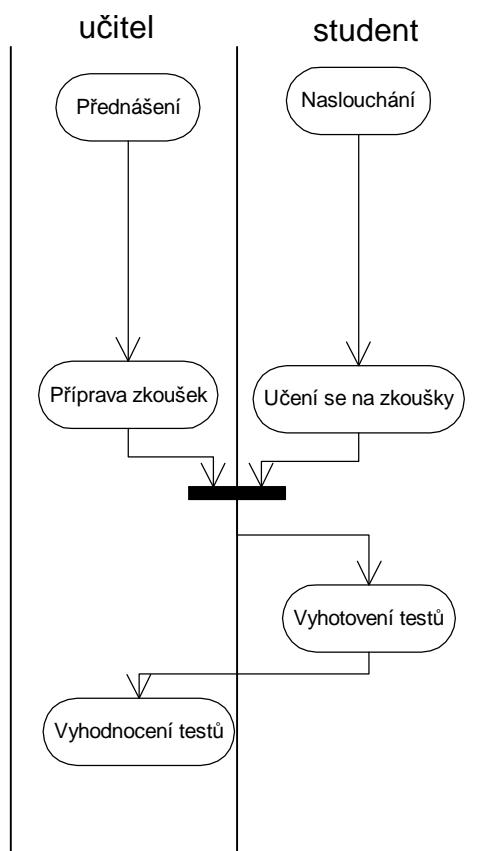 učitel
student
Přednášení
Naslouchání
Příprava zkoušek
Učení se na zkoušky
Vyhotovení testů
Vyhodnocení testů